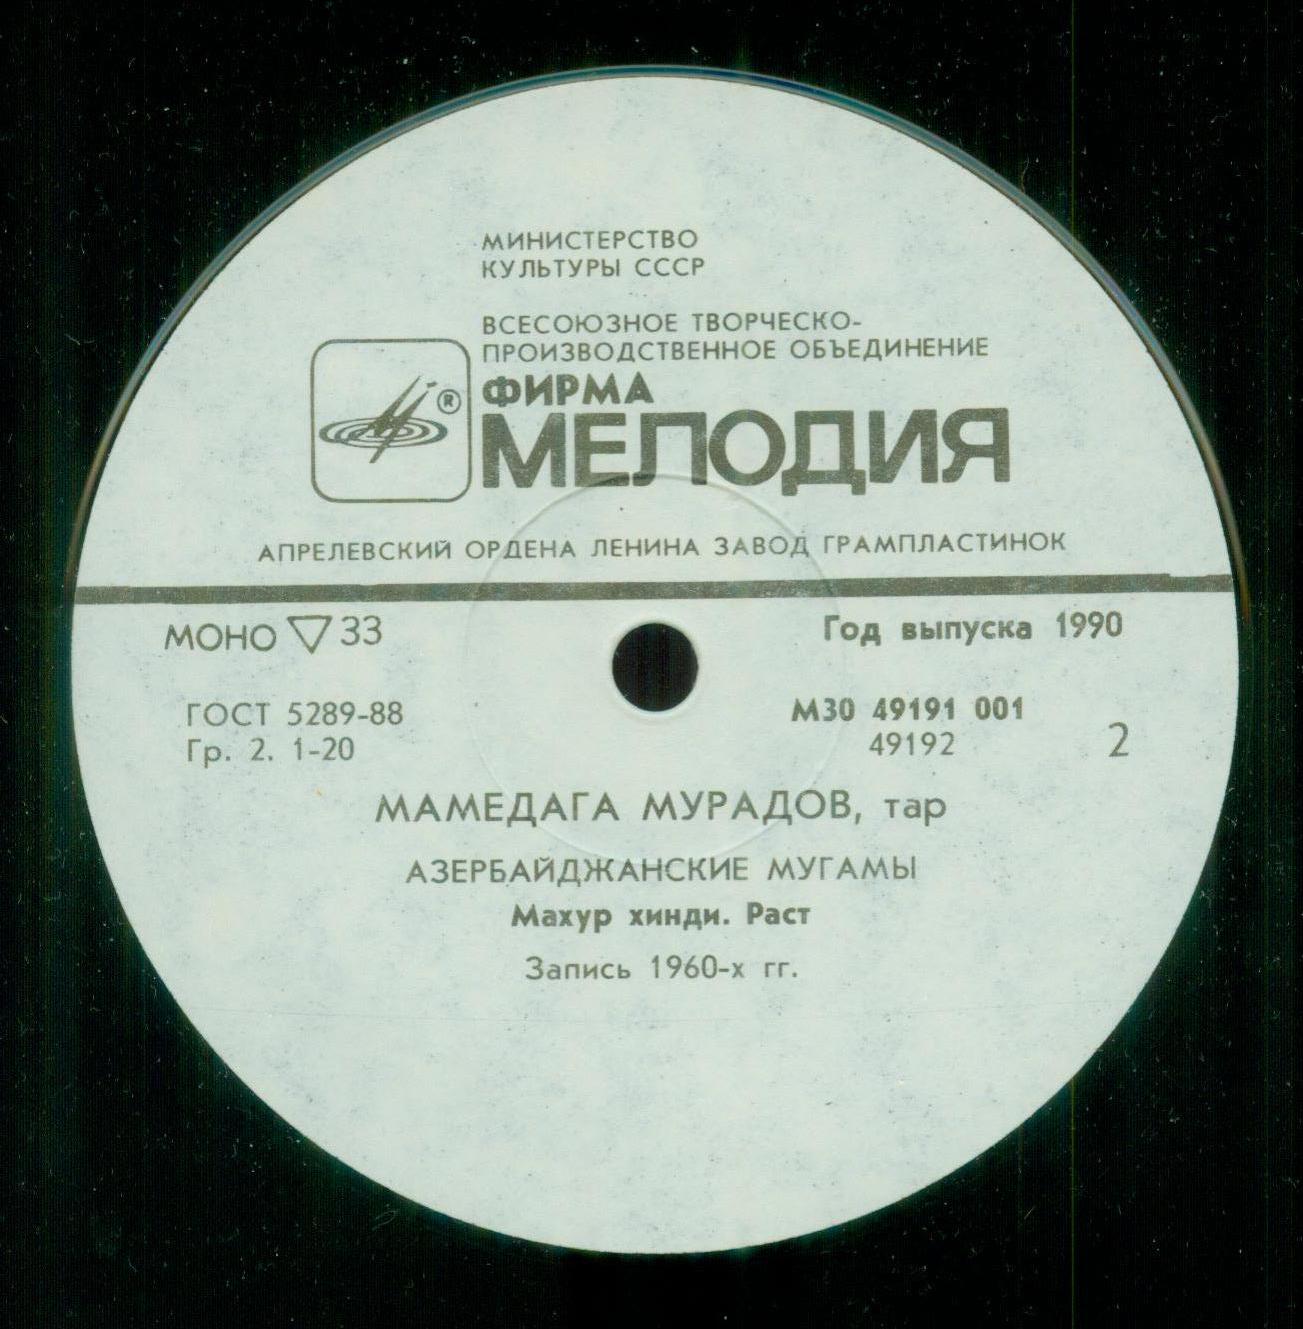 МИНИСТЕРСТВО
КУЛЬТУРЫ СССР
ВСЕСОЮЗНОЕ ТВОРЧЕСКО-
ПРОИЗВОДСТВЕННОЕ ОБЪЕДИНЕНИЕ
ФИРМА
®
МЕЛОДИЯ
АПРЕЛЕВСКИЙ ОРДЕНА ЛЕНИНА ЗАВОД ГРАМПЛАСТИНОК
МОНО ▽ 33
Год выпуска 1990
ГОСТ 5289-88
Гр. 2. 1-20
М30 49191 001
49192
2
МАМЕДАГА МУРАДОВ, тар
АЗЕРБАЙДЖАНСКИЕ МУГАМЫ
Махур хинди. Раст
Запись 1960-х гг.